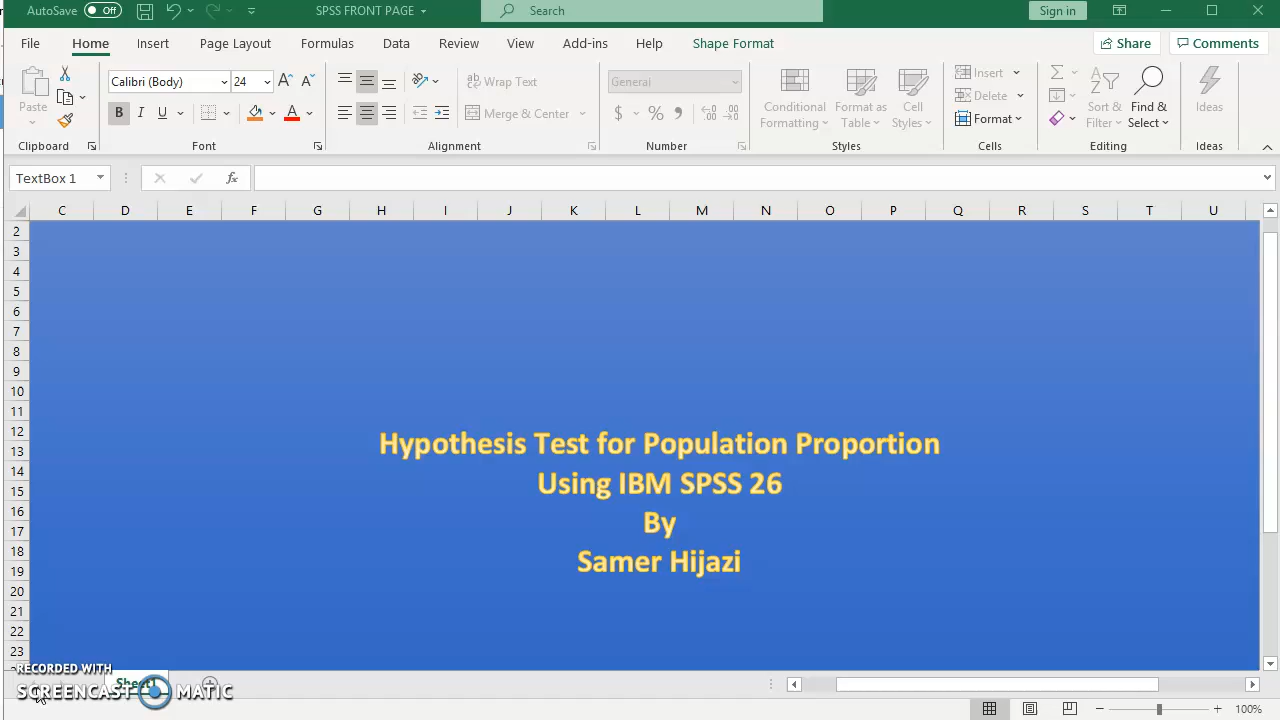 AutoSave Off SPSS FRONT PAGE Search Sign in
File Home Insert Page Layout Formulas Data Review View Add-ins Help Shape Format Share Comments
Calibri (Body) 24 Wrap Text General Insert
Paste B I U Merge & Center $ % Conditional Formatting Format as Table Cell Styles Delete Sort & Filter Find & Select Ideas
Format
Clipboard Font Alignment Number Styles Cells Editing Ideas
TextBox 1 fx
C D E F G H I J K L M N O P Q R S T U
2
3
4
5
6
7
8
9
10
11
12
Hypothesis Test for Population Proportion
13
14
Using IBM SPSS 26
15
16
By
17
18
Samer Hijazi
19
20
21
22
23
RECORDED WITH
SCREENCAST MATIC
100%